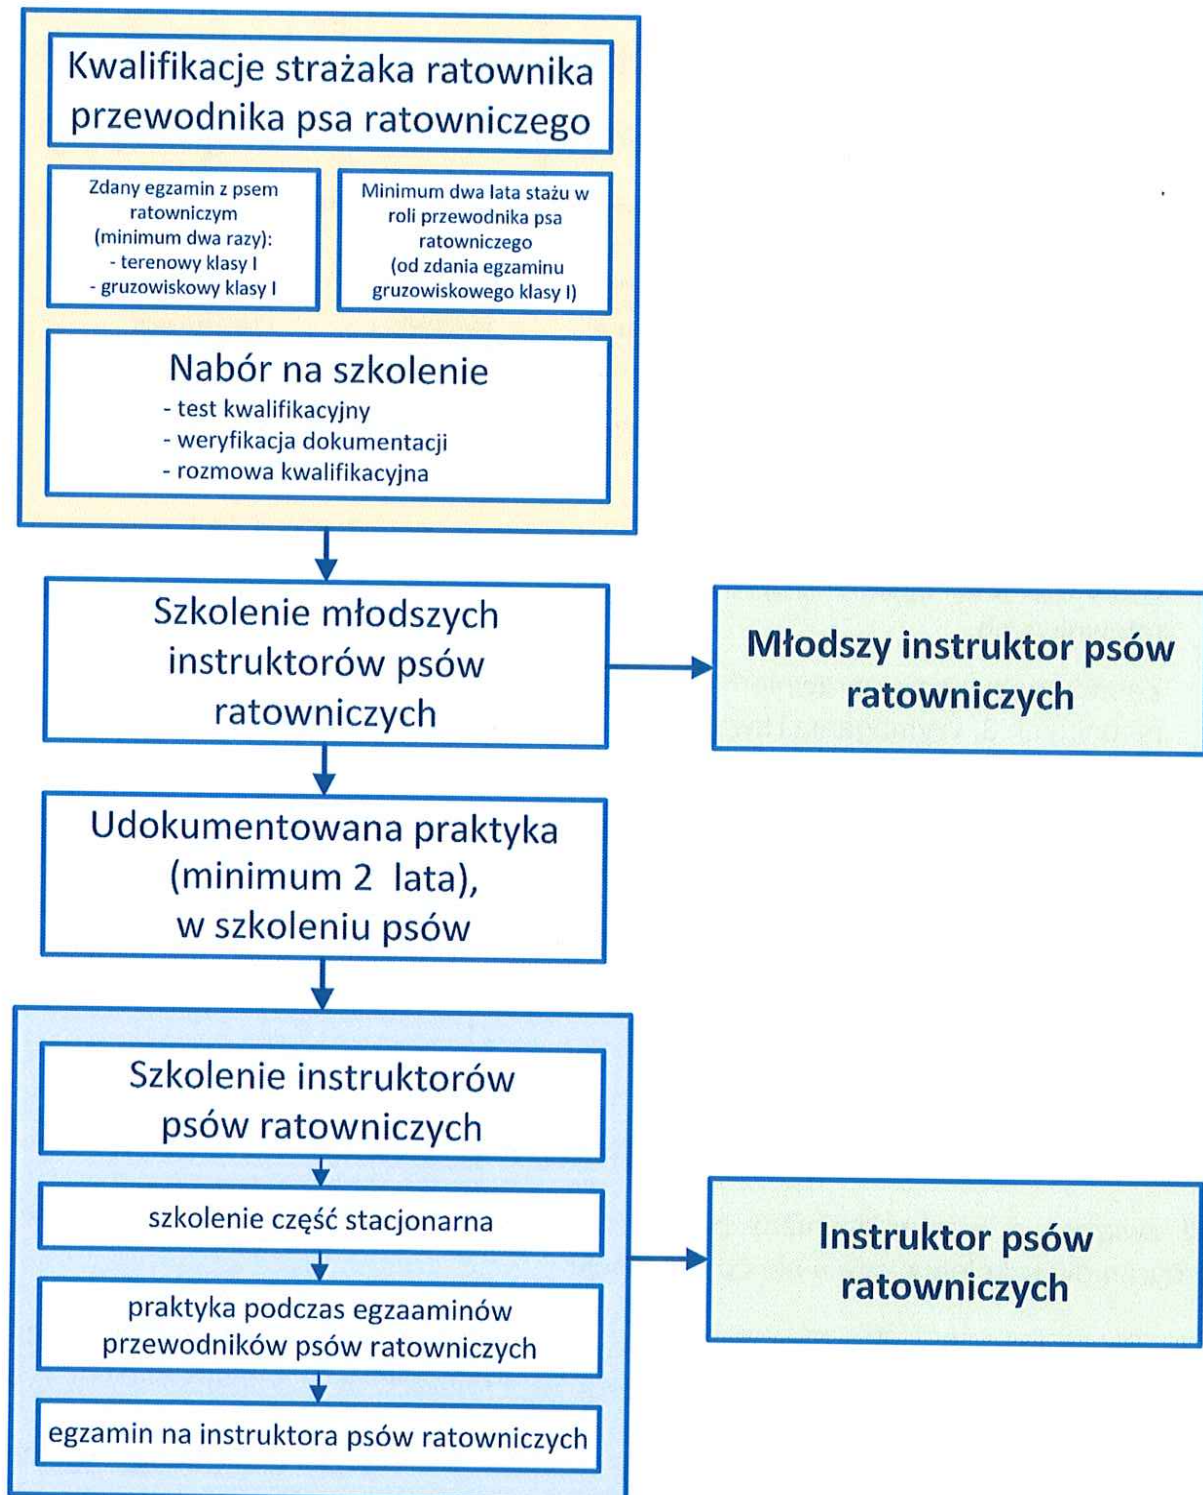 Kwalifikacje strażaka ratownika
przewodnika psa ratowniczego
Zdany egzamin z psem
ratowniczym
(minimum dwa razy):
- terenowy klasy I
- gruzowiskowy klasy I
Minimum dwa lata stażu w
roli przewodnika psa
ratowniczego
(od zdania egzaminu
gruzowiskowego klasy I)
Nabór na szkolenie
- test kwalifikacyjny
- weryfikacja dokumentacji
- rozmowa kwalifikacyjna
Szkolenie młodszych
instruktorów psów
ratowniczych
Młodszy instruktor psów
ratowniczych
Udokumentowana praktyka
(minimum 2 lata),
w szkoleniu psów
Szkolenie instruktorów
psów ratowniczych
szkolenie część stacjonarna
praktyka podczas egzaaminów
przewodników psów ratowniczych
egzamin na instruktora psów ratowniczych
Instruktor psów
ratowniczych